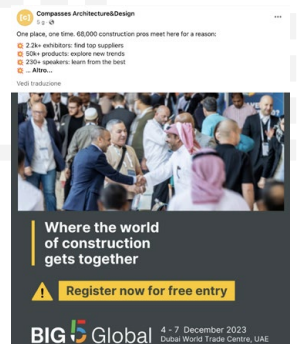 [c]
Compasses Architecture&Design
5 g
One place, one time. 68,000 construction pros meet here for a reason:
2.2k+ exhibitors: find top suppliers
50k+ products: explore new trends
230+ speakers: learn from the best
... Altro...
Vedi traduzione
Where the world
of construction
gets together
Register now for free entry
BIG 5 Global
4 - 7 December 2023
Dubai World Trade Centre, UAE